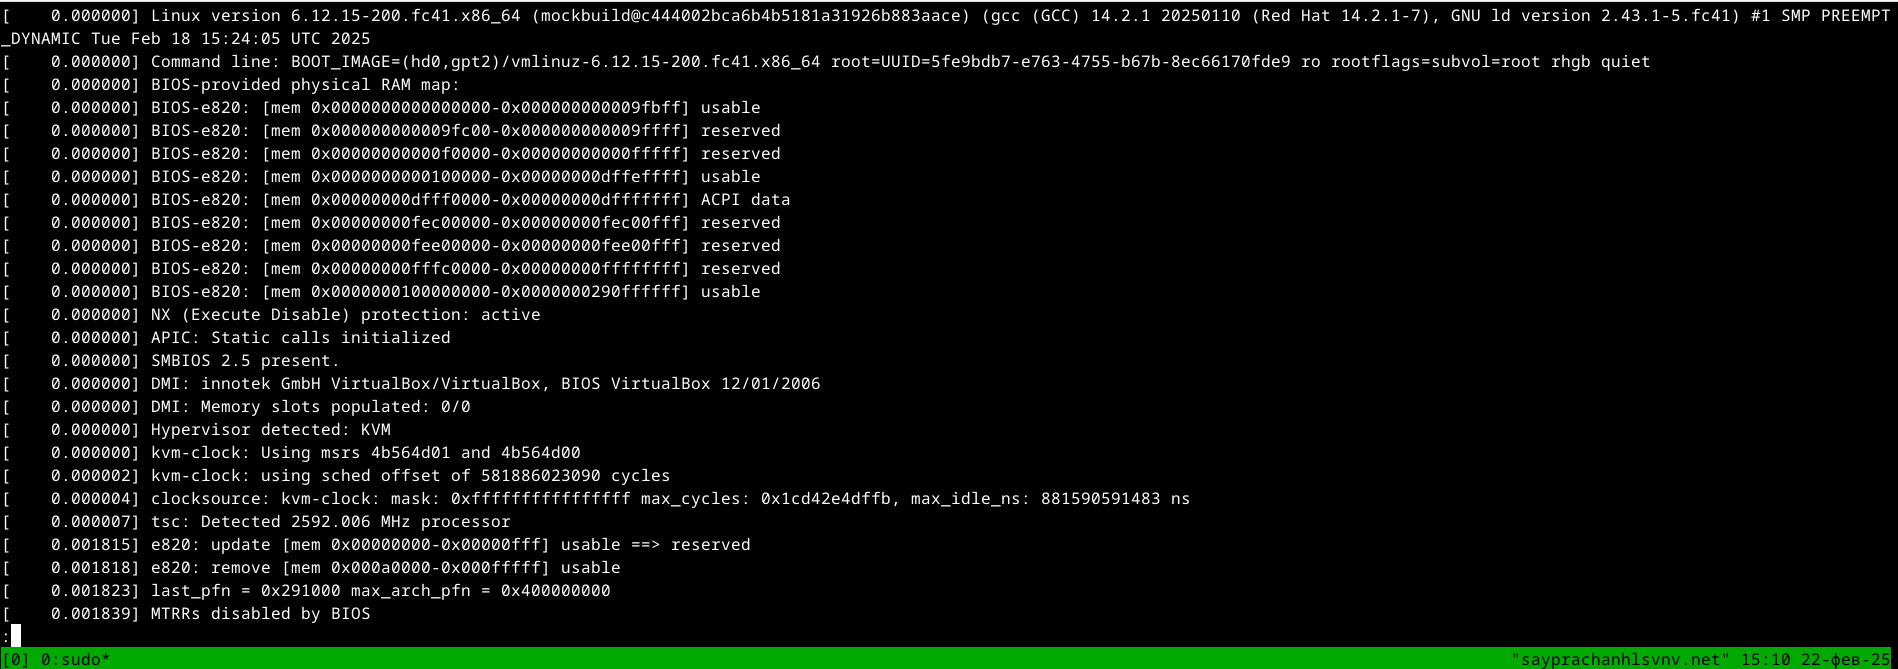 [    0.000000] Linux version 6.12.15-200.fc41.x86_64 (mockbuild@c444002bca6b4b5181a31926b883aace) (gcc (GCC) 14.2.1 20250110 (Red Hat 14.2.1-7), GNU ld version 2.43.1-5.fc41) #1 SMP PREEMPT
_DYNAMIC Tue Feb 18 15:24:05 UTC 2025
[    0.000000] Command line: BOOT_IMAGE=(hd0,gpt2)/vmlinuz-6.12.15-200.fc41.x86_64 root=UUID=5fe9bdb7-e763-4755-b67b-8ec66170fde9 ro rootflags=subvol=root rhgb quiet
[    0.000000] BIOS-provided physical RAM map:
[    0.000000] BIOS-e820: [mem 0x0000000000000000-0x000000000009fbff] usable
[    0.000000] BIOS-e820: [mem 0x000000000009fc00-0x000000000009ffff] reserved
[    0.000000] BIOS-e820: [mem 0x00000000000f0000-0x00000000000fffff] reserved
[    0.000000] BIOS-e820: [mem 0x0000000000100000-0x00000000dffeffff] usable
[    0.000000] BIOS-e820: [mem 0x00000000dfff0000-0x00000000dfffffff] ACPI data
[    0.000000] BIOS-e820: [mem 0x00000000fec00000-0x00000000fec00fff] reserved
[    0.000000] BIOS-e820: [mem 0x00000000fee00000-0x00000000fee00fff] reserved
[    0.000000] BIOS-e820: [mem 0x00000000fffc0000-0x00000000ffffffff] reserved
[    0.000000] BIOS-e820: [mem 0x0000000100000000-0x0000000290ffffff] usable
[    0.000000] NX (Execute Disable) protection: active
[    0.000000] APIC: Static calls initialized
[    0.000000] SMBIOS 2.5 present.
[    0.000000] DMI: innotek GmbH VirtualBox/VirtualBox, BIOS VirtualBox 12/01/2006
[    0.000000] DMI: Memory slots populated: 0/0
[    0.000000] Hypervisor detected: KVM
[    0.000000] kvm-clock: Using msrs 4b564d01 and 4b564d00
[    0.000002] kvm-clock: using sched offset of 581886023090 cycles
[    0.000004] clocksource: kvm-clock: mask: 0xffffffffffffffff max_cycles: 0x1cd42e4dffb, max_idle_ns: 881590591483 ns
[    0.000007] tsc: Detected 2592.006 MHz processor
[    0.001815] e820: update [mem 0x00000000-0x00000fff] usable ==> reserved
[    0.001818] e820: remove [mem 0x000a0000-0x000fffff] usable
[    0.001823] last_pfn = 0x291000 max_arch_pfn = 0x400000000
[    0.001839] MTRRs disabled by BIOS
:
[0] 0:sudo* "sayprachanhlsvnv.net" 15:10 22-фев-25